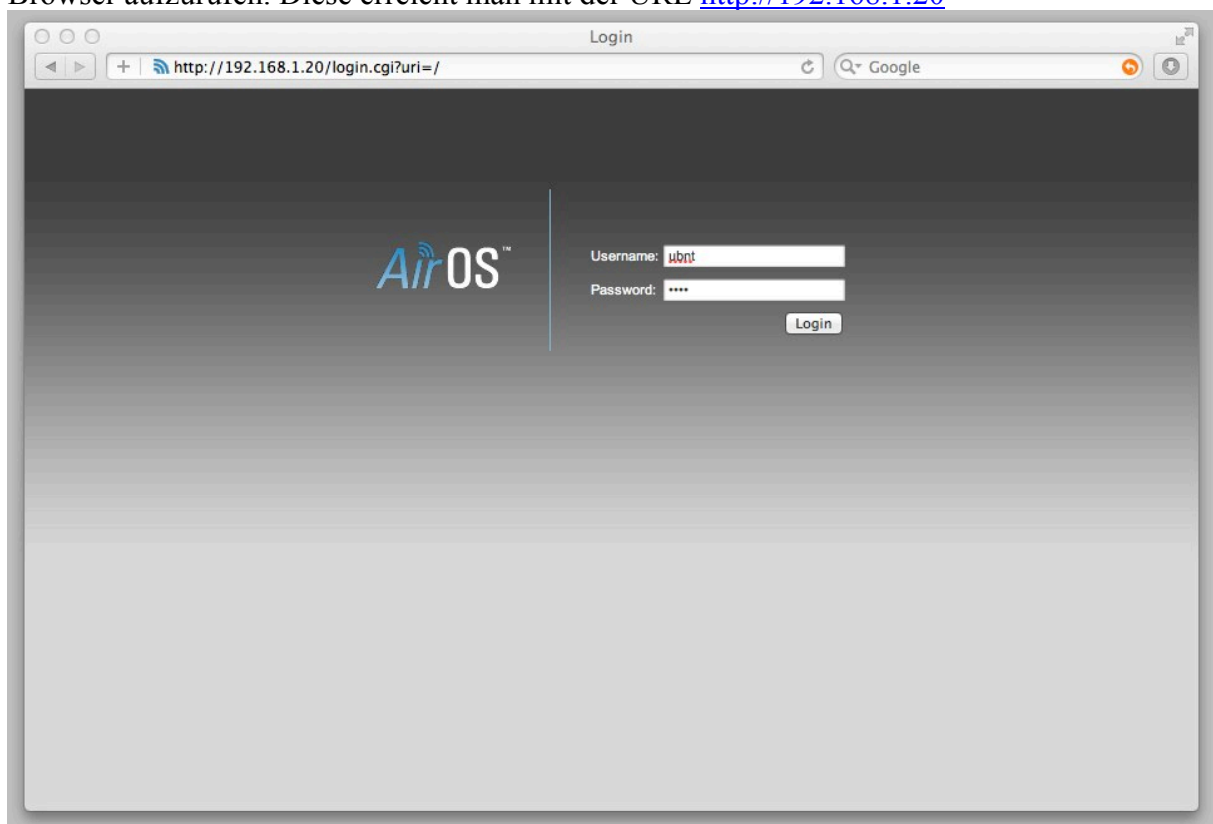 Browser aufzurufen. Diese erreicht man mit der URL http://192.168.1.20
Login
http://192.168.1.20/login.cgi?uri=/
Google
AirOS™
Username: ubnt
Password: ••••
Login